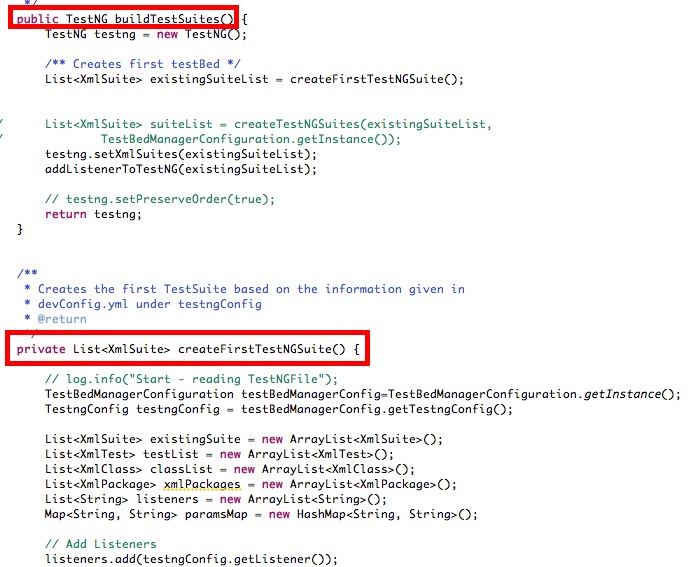 */
public TestNG buildTestSuites() {
TestNG testng = new TestNG();
/** Creates first testBed */
List<XmlSuite> existingSuiteList = createFirstTestNGSuite();
/ List<XmlSuite> suiteList = createTestNGSuites(existingSuiteList,
/ TestBedManagerConfiguration.getInstance());
testng.setXmlSuites(existingSuiteList);
addListenerToTestNG(existingSuiteList);
// testng.setPreserveOrder(true);
return testng;
}
/**
* Creates the first TestSuite based on the information given in
* devConfig.yml under testngConfig
* @return
*/
private List<XmlSuite> createFirstTestNGSuite() {
// log.info("Start - reading TestNGFile");
TestBedManagerConfiguration testBedManagerConfig=TestBedManagerConfiguration.getInstance();
TestngConfig testngConfig = testBedManagerConfig.getTestngConfig();
List<XmlSuite> existingSuite = new ArrayList<XmlSuite>();
List<XmlTest> testList = new ArrayList<XmlTest>();
List<XmlClass> classList = new ArrayList<XmlClass>();
List<XmlPackage> xmlPackages = new ArrayList<XmlPackage>();
List<String> listeners = new ArrayList<String>();
Map<String, String> paramsMap = new HashMap<String, String>();
// Add Listeners
listeners.add(testngConfig.getListener());